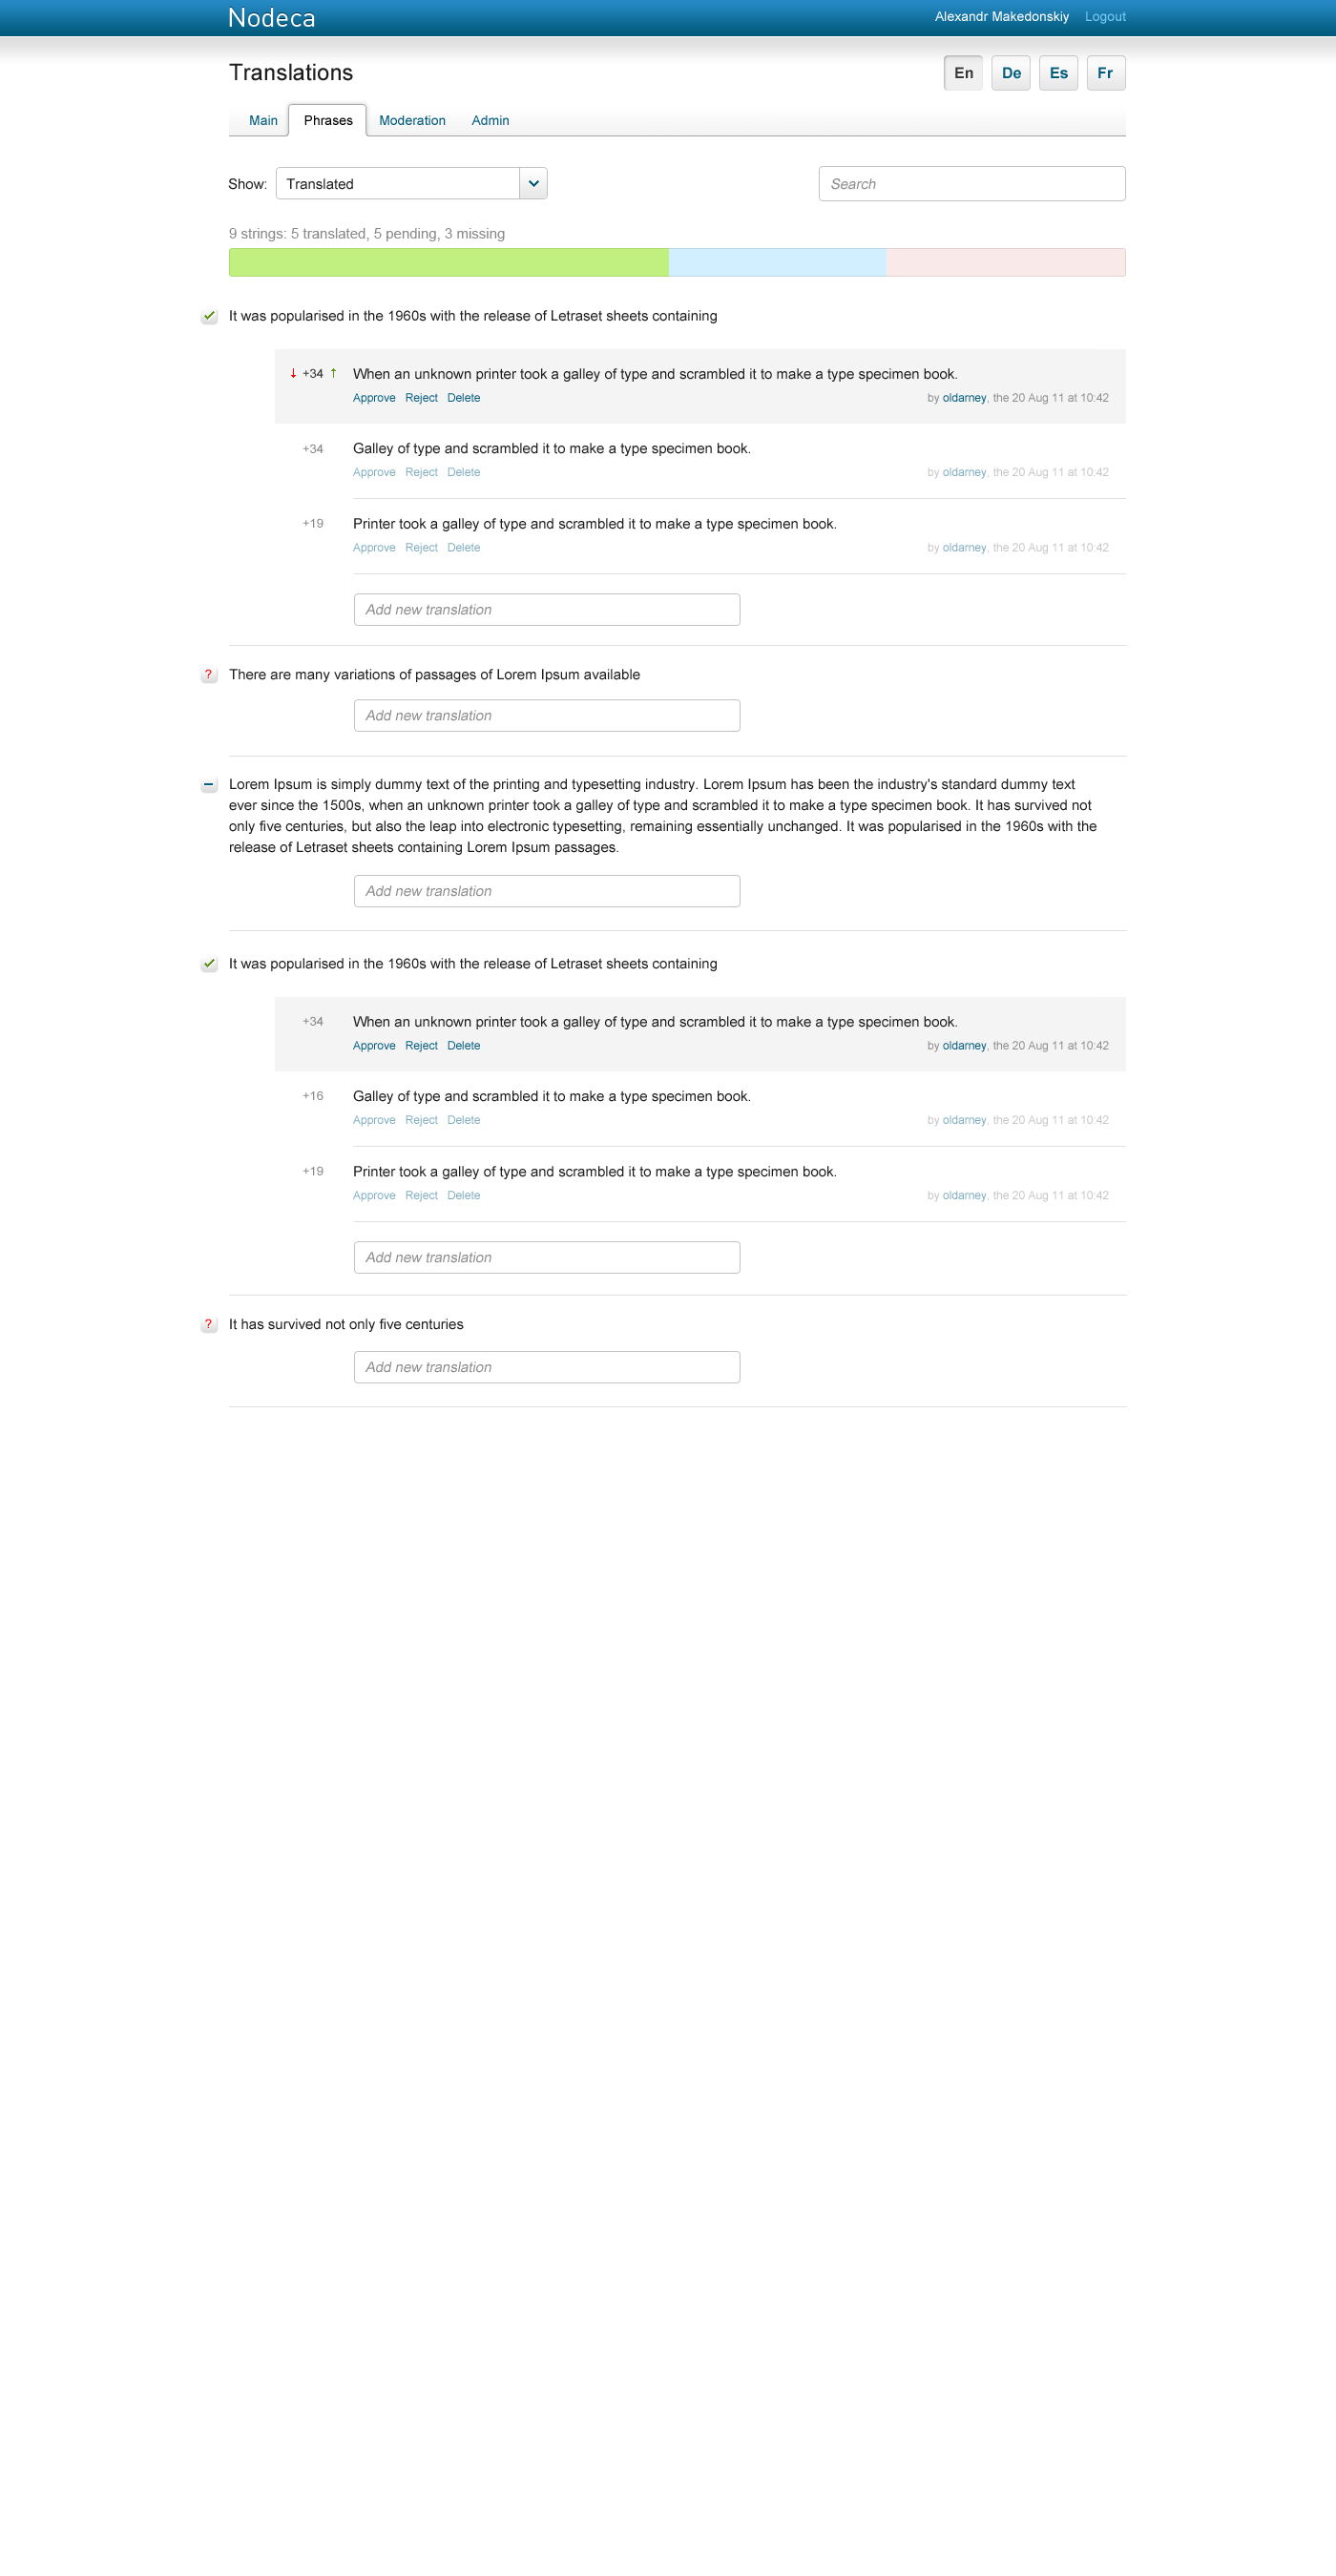 Nodeca
Alexandr Makedonskiy Logout
Translations
En De Es Fr
Main Phrases Moderation Admin
Show: Translated
Search
9 strings: 5 translated, 5 pending, 3 missing
It was popularised in the 1960s with the release of Letraset sheets containing
↓ +34 ↑ When an unknown printer took a galley of type and scrambled it to make a type specimen book.
Approve Reject Delete by oldarney, the 20 Aug 11 at 10:42
+34 Galley of type and scrambled it to make a type specimen book.
Approve Reject Delete by oldarney, the 20 Aug 11 at 10:42
+19 Printer took a galley of type and scrambled it to make a type specimen book.
Approve Reject Delete by oldarney, the 20 Aug 11 at 10:42
Add new translation
? There are many variations of passages of Lorem Ipsum available
Add new translation
Lorem Ipsum is simply dummy text of the printing and typesetting industry. Lorem Ipsum has been the industry's standard dummy text
ever since the 1500s, when an unknown printer took a galley of type and scrambled it to make a type specimen book. It has survived not
only five centuries, but also the leap into electronic typesetting, remaining essentially unchanged. It was popularised in the 1960s with the
release of Letraset sheets containing Lorem Ipsum passages.
Add new translation
It was popularised in the 1960s with the release of Letraset sheets containing
+34 When an unknown printer took a galley of type and scrambled it to make a type specimen book.
Approve Reject Delete by oldarney, the 20 Aug 11 at 10:42
+16 Galley of type and scrambled it to make a type specimen book.
Approve Reject Delete by oldarney, the 20 Aug 11 at 10:42
+19 Printer took a galley of type and scrambled it to make a type specimen book.
Approve Reject Delete by oldarney, the 20 Aug 11 at 10:42
Add new translation
? It has survived not only five centuries
Add new translation